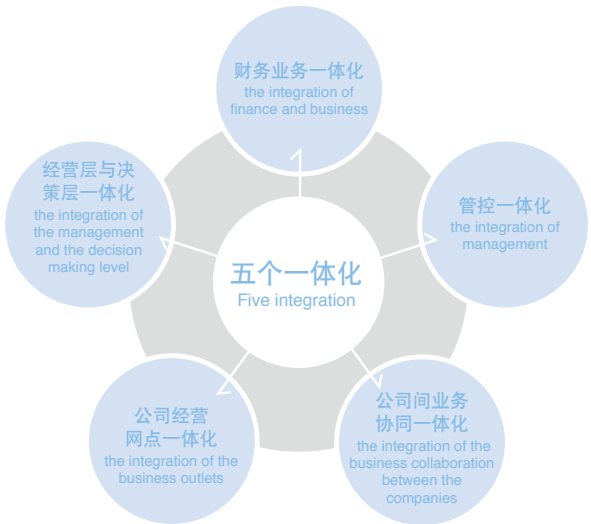 财务业务一体化
the integration of
finance and business
经营层与决
策层一体化
the integration of
the management
and the decision
making level
管控一体化
the integration of
management
五个一体化
Five integration
公司经营
网点一体化
the integration of the
business outlets
公司间业务
协同一体化
the integration of the
business collaboration
between the
companies